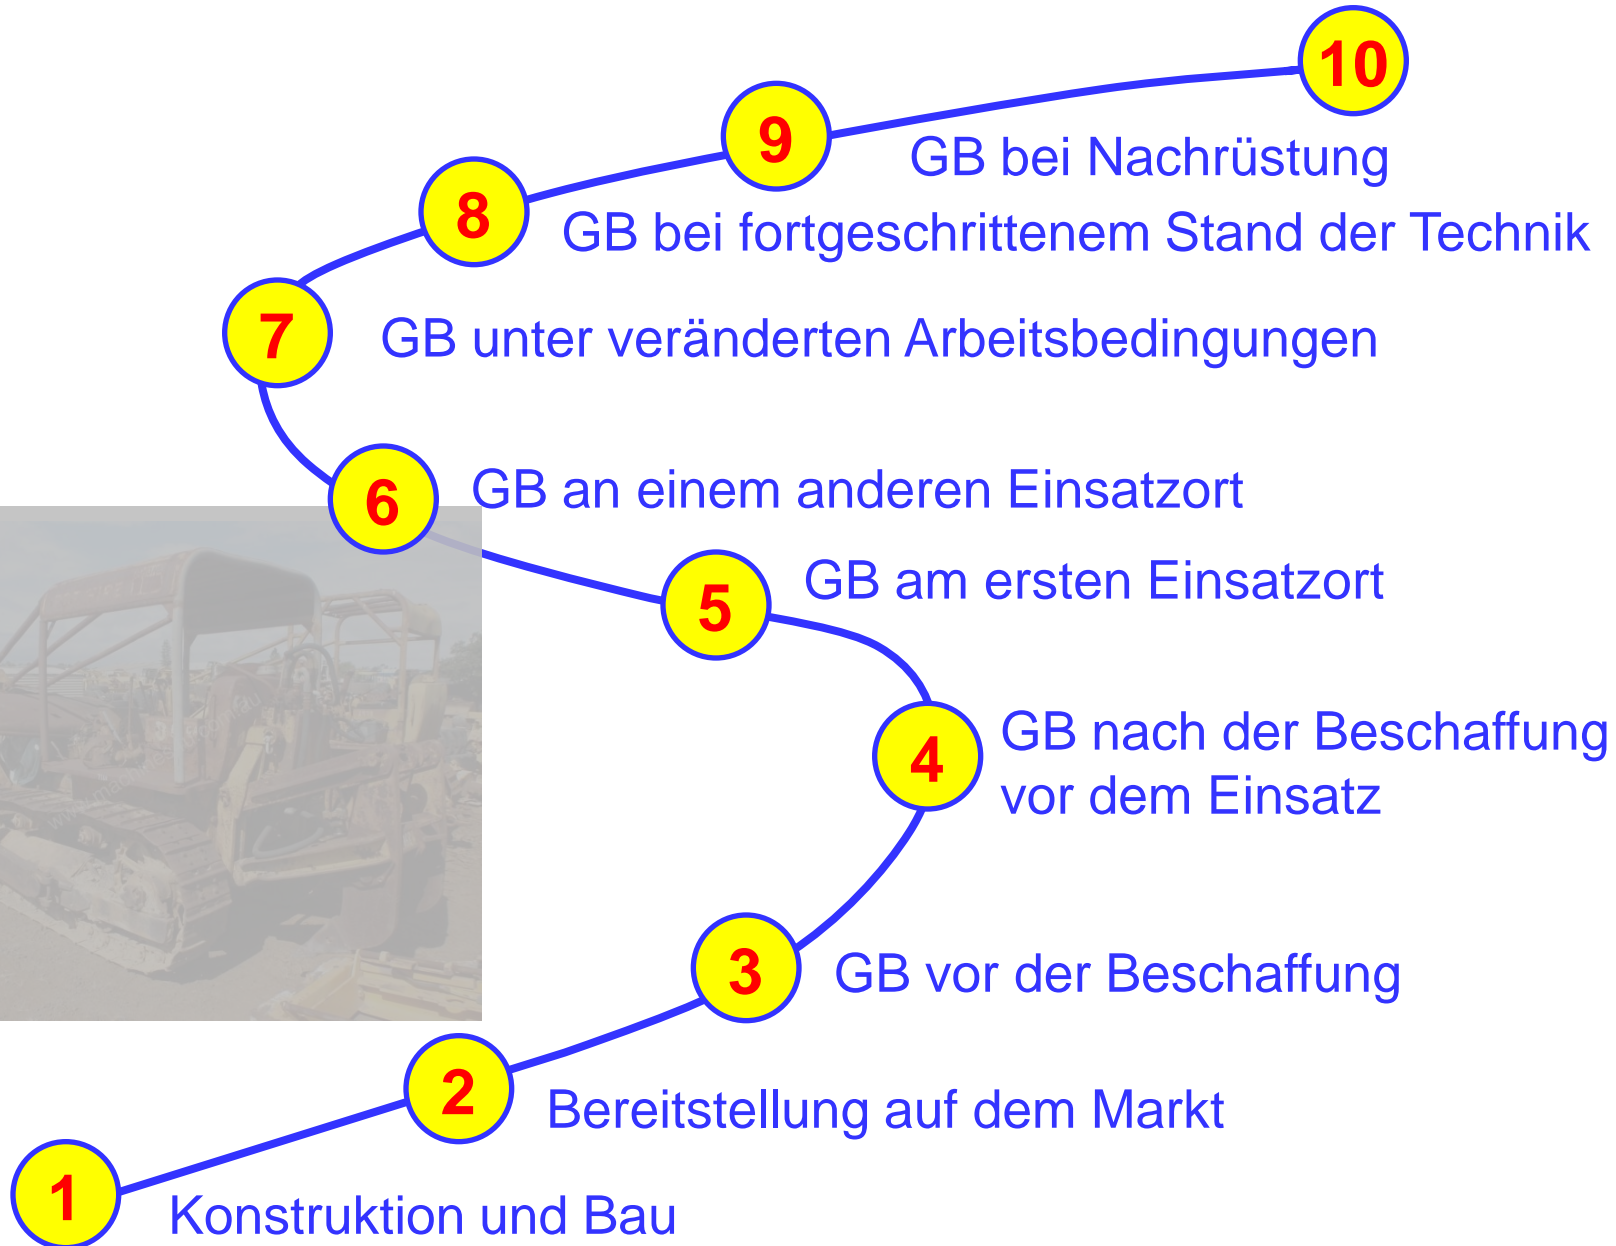 10
9
GB bei Nachrüstung
8
GB bei fortgeschrittenem Stand der Technik
7
GB unter veränderten Arbeitsbedingungen
6
GB an einem anderen Einsatzort
5
GB am ersten Einsatzort
4
GB nach der Beschaffung
vor dem Einsatz
3
GB vor der Beschaffung
2
Bereitstellung auf dem Markt
1
Konstruktion und Bau